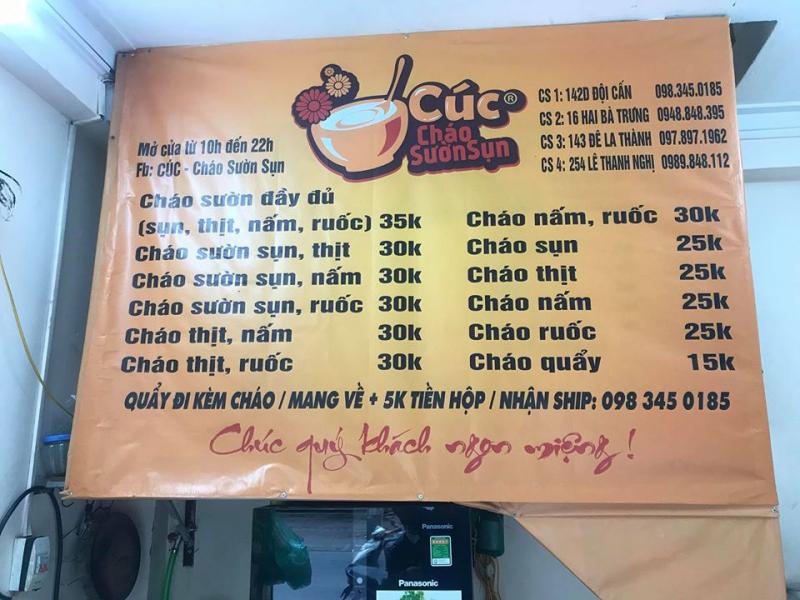 Cúc®
Cháo
Sườn Sụn
Mở cửa từ 10h đến 22h
Fb: CÚC - Cháo Sườn Sụn
CS 1: 142D ĐỘI CẤN 098.345.0185
CS 2: 16 HAI BÀ TRƯNG 0948.848.395
CS 3: 143 ĐÊ LA THÀNH 097.897.1962
CS 4: 254 LÊ THANH NGHỊ 0989.848.112
Cháo sườn đầy đủ
(sụn, thịt, nấm, ruốc) 35k
Cháo sườn sụn, thịt 30k
Cháo sườn sụn, nấm 30k
Cháo sườn sụn, ruốc 30k
Cháo thịt, nấm 30k
Cháo thịt, ruốc 30k
Cháo nấm, ruốc 30k
Cháo sụn 25k
Cháo thịt 25k
Cháo nấm 25k
Cháo ruốc 25k
Cháo quẩy 15k
QUẨY ĐI KÈM CHÁO / MANG VỀ + 5K TIỀN HỘP / NHẬN SHIP: 098 345 0185
Chúc quý khách ngon miệng!
Panasonic
Panasonic